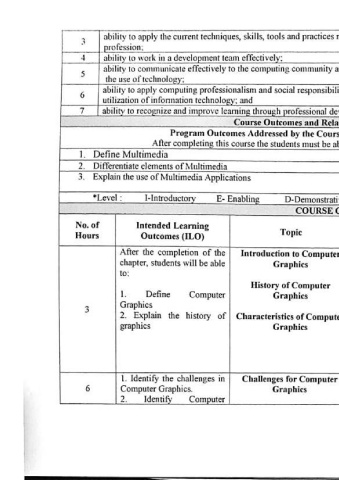 3 ability to apply the current techniques, skills, tools and practices
profession;
4 ability to work in a development team effectively;
5 ability to communicate effectively to the computing community
the use of technology;
6 ability to apply computing professionalism and social
utilization of information technology; and
7 ability to recognize and improve learning through professional
Course Outcomes and
Program Outcomes Addressed by the
After completing this course the students must be
1. Define Multimedia
2. Differentiate elements of Multimedia
3. Explain the use of Multimedia Applications
*Level : I-Introductory E- Enabling
COURSE
No. of Intended Learning Topic
Hours Outcomes (ILO)
After the completion of the Introduction to Computer
chapter, students will be able Graphics
to:
History of Computer
1. Define Computer Graphics
Graphics
2. Explain the history of Characteristics of
graphics Graphics
3
1. Identify the challenges in Challenges for Computer
6 Computer Graphics. Graphics
2. Identify Computer